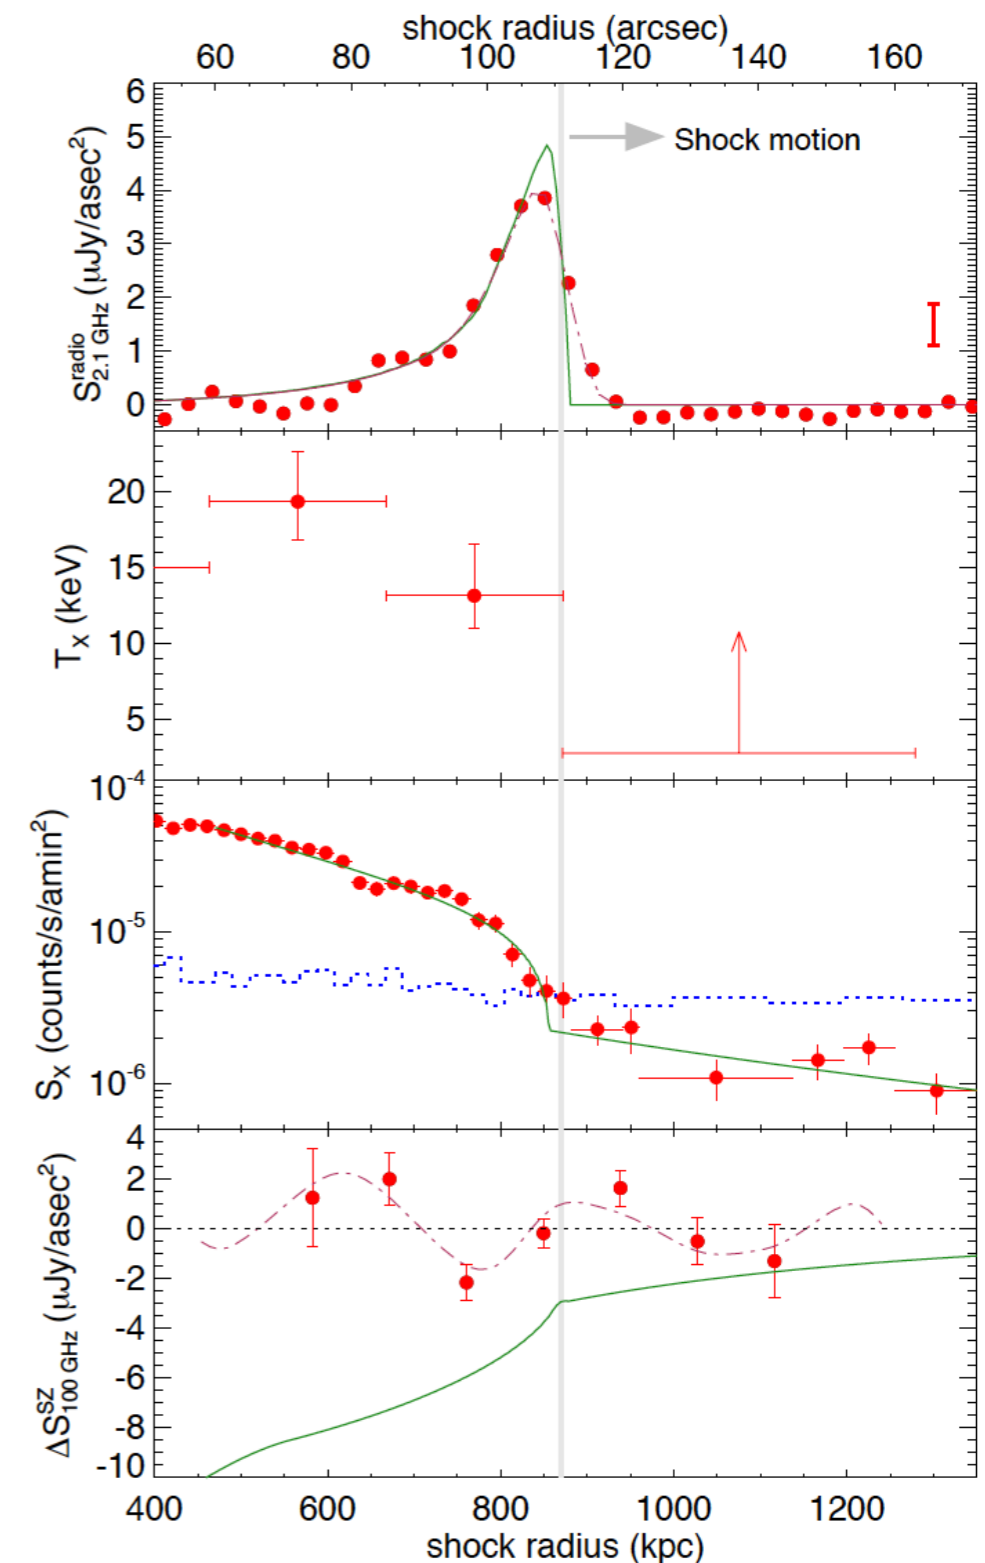 shock radius (arcsec)
60 80 100 120 140 160
6
5
4
3
2
1
0
S^radio_2.1 GHz (μJy/asec²)
Shock motion
20
15
10
5
T_X (keV)
10⁻⁴
10⁻⁵
10⁻⁶
S_X (counts/s/amin²)
4
2
0
-2
-4
-6
-8
-10
ΔS^SZ_100 GHz (μJy/asec²)
400 600 800 1000 1200
shock radius (kpc)